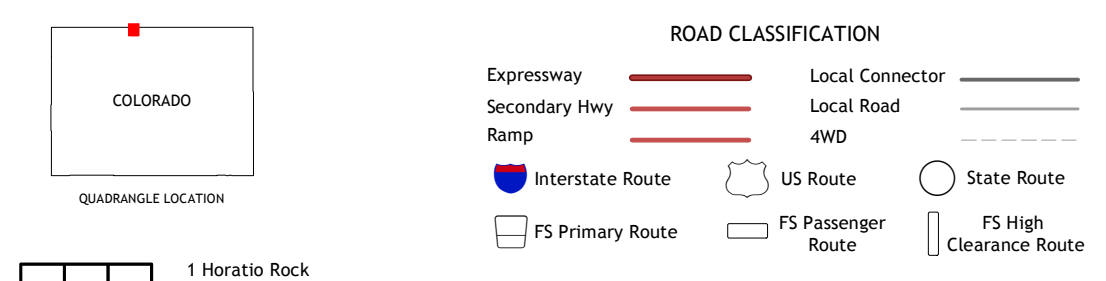 COLORADO
QUADRANGLE LOCATION
1 Horatio Rock
ROAD CLASSIFICATION
Expressway
Secondary Hwy
Ramp
Local Connector
Local Road
4WD
Interstate Route
US Route
State Route
FS Primary Route
FS Passenger
Route
FS High
Clearance Route